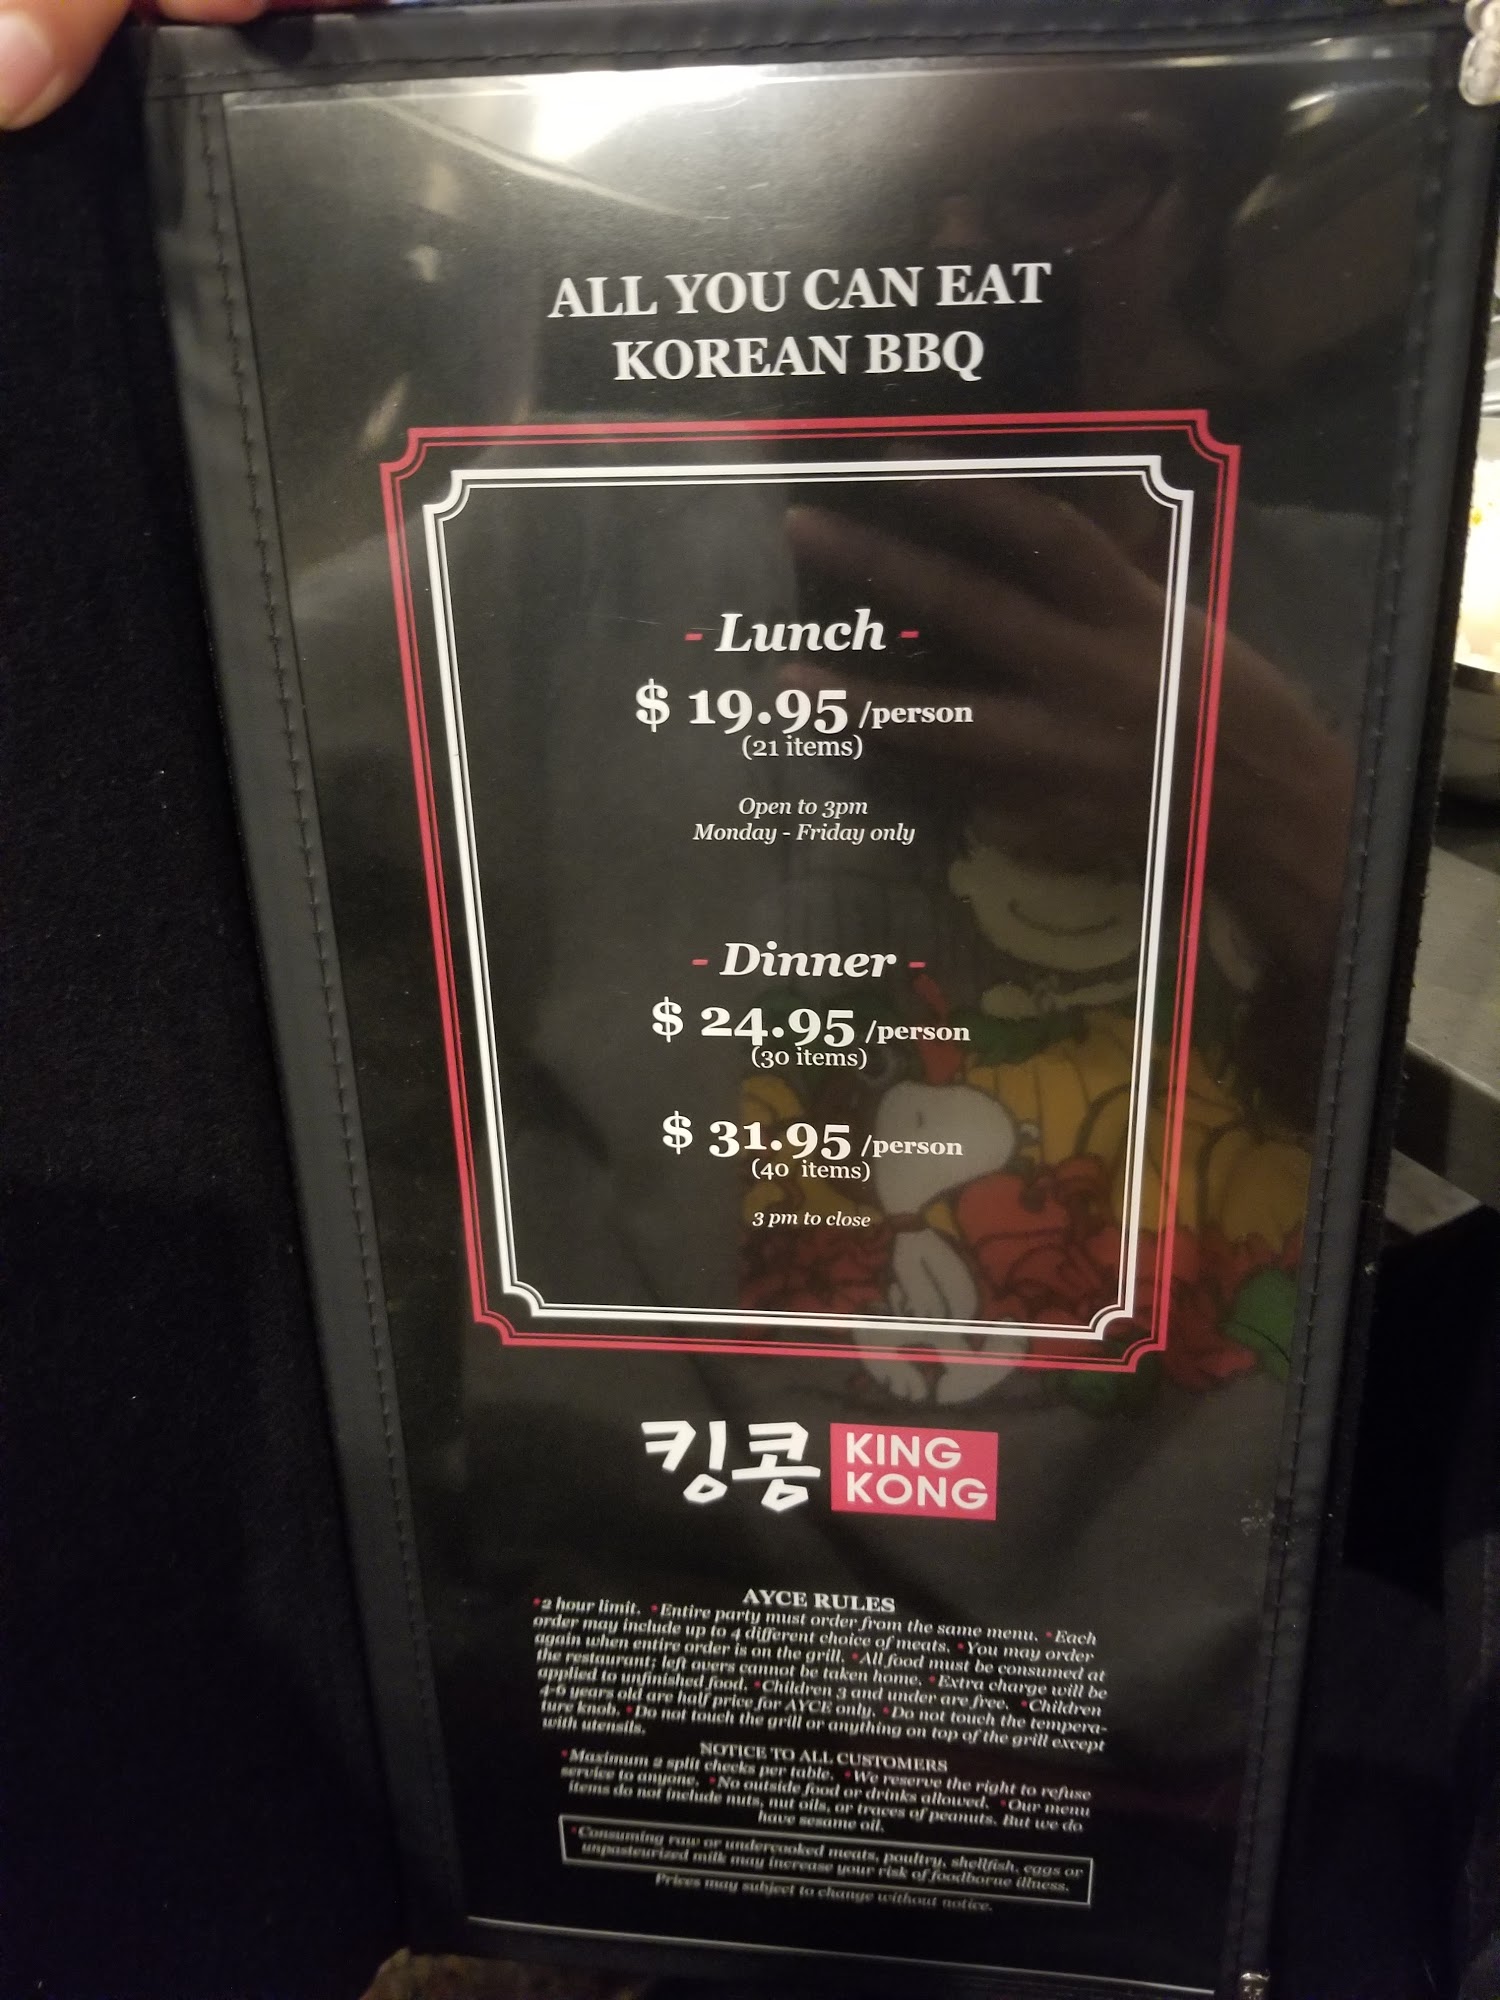 ALL YOU CAN EAT
KOREAN BBQ
- Lunch -
$ 19.95 /person
(21 items)
Open to 3pm
Monday - Friday only
- Dinner -
$ 24.95 /person
(30 items)
$ 31.95 /person
(40 items)
3 pm to close
킹콩 KING KONG
AYCE RULES
•2 hour limit. •Entire party must order from the same menu. •Each
order may include up to 4 different choice of meats. •You may order
again when entire order is on the grill. •All food must be consumed at
the restaurant; left overs cannot be taken home. •Extra charge will be
applied to unfinished food. •Children 3 and under are free. •Children
4-6 years old are half price for AYCE only. •Do not touch the tempera-
ture knob. •Do not touch the grill or anything on top of the grill except
with utensils.
NOTICE TO ALL CUSTOMERS
•Maximum 2 split checks per table. •We reserve the right to refuse
service to anyone. •No outside food or drinks allowed. •Our menu
items do not include nuts, nut oils, or traces of peanuts. But we do
have sesame oil.
•Consuming raw or undercooked meats, poultry, shellfish, eggs or
unpasteurized milk may increase your risk of foodborne illness.
Prices may subject to change without notice.